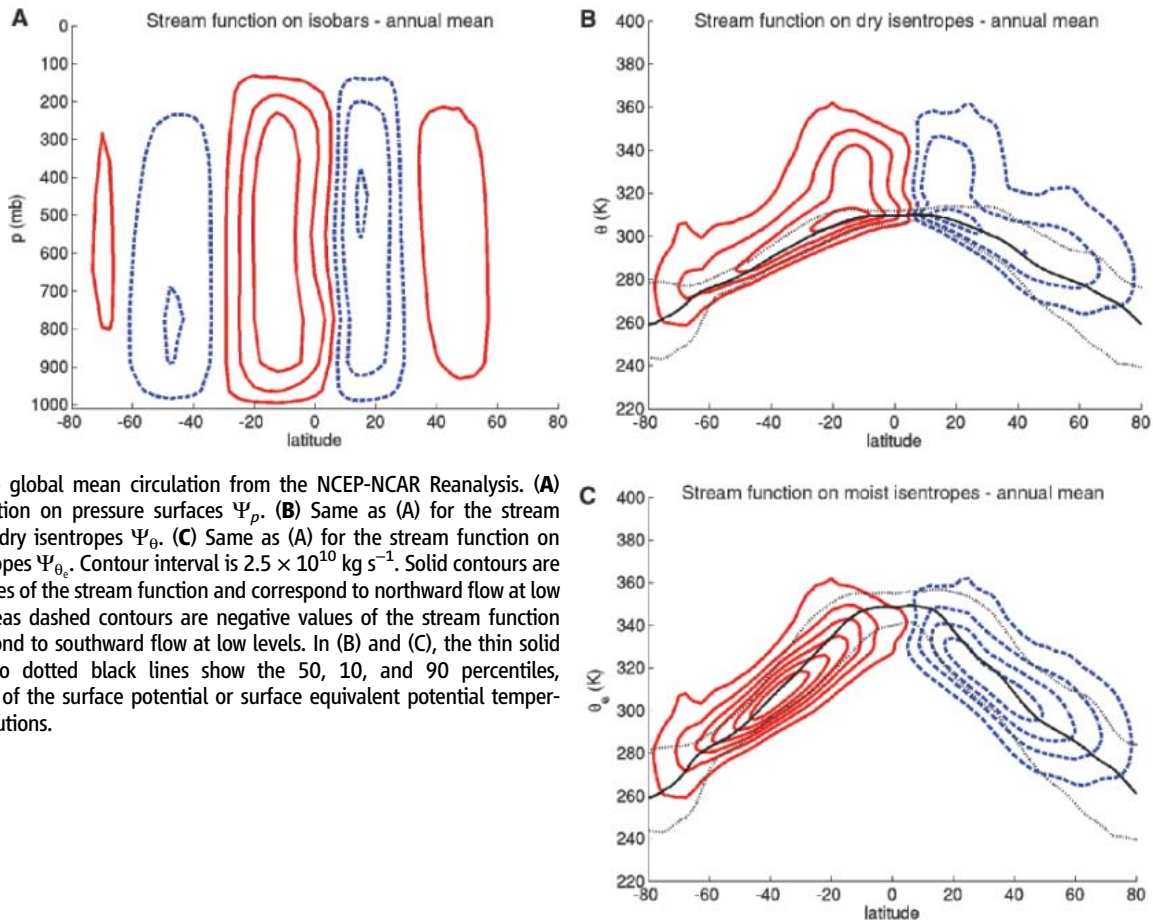 A
Stream function on isobars - annual mean
0
100
200
300
400
500
600
700
800
900
1000
p (mb)
-80 -60 -40 -20 0 20 40 60 80
latitude
B
Stream function on dry isentropes - annual mean
400
380
360
340
320
300
280
260
240
220
θ (K)
-80 -60 -40 -20 0 20 40 60 80
latitude
global mean circulation from the NCEP-NCAR Reanalysis. (A)
tion on pressure surfaces Ψp. (B) Same as (A) for the stream
dry isentropes Ψθ. (C) Same as (A) for the stream function on
opes Ψθe. Contour interval is 2.5 × 10¹⁰ kg s⁻¹. Solid contours are
es of the stream function and correspond to northward flow at low
eas dashed contours are negative values of the stream function
ond to southward flow at low levels. In (B) and (C), the thin solid
o dotted black lines show the 50, 10, and 90 percentiles,
of the surface potential or surface equivalent potential temper-
utions.
C
Stream function on moist isentropes - annual mean
400
380
360
340
320
300
280
260
240
220
θe (K)
-80 -60 -40 -20 0 20 40 60 80
latitude